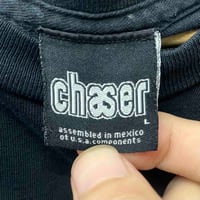 chaser
L
assembled in mexico
of u.s.a. components